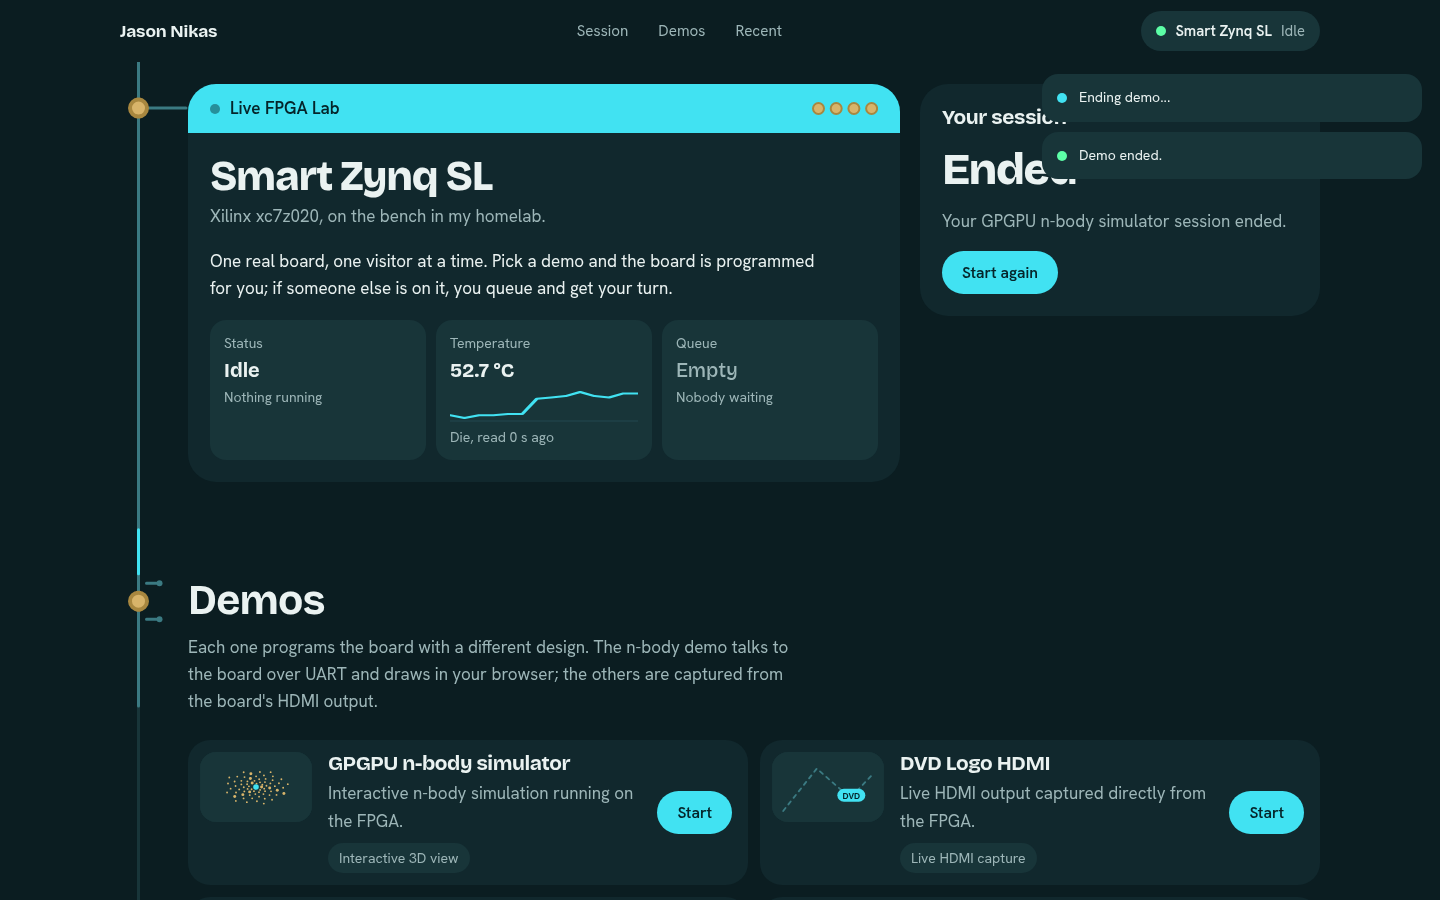 Jason Nikas
Session
Demos
Recent
Smart Zynq SL Idle
Live FPGA Lab
Smart Zynq SL
Xilinx xc7z020, on the bench in my homelab.
One real board, one visitor at a time. Pick a demo and the board is programmed
for you; if someone else is on it, you queue and get your turn.
Status
Idle
Nothing running
Temperature
52.7 °C
Die, read 0 s ago
Queue
Empty
Nobody waiting
Ending demo...
Demo ended.
Your session
Ended
Your GPGPU n-body simulator session ended.
Start again
Demos
Each one programs the board with a different design. The n-body demo talks to
the board over UART and draws in your browser; the others are captured from
the board's HDMI output.
GPGPU n-body simulator
Interactive n-body simulation running on
the FPGA.
Interactive 3D view
Start
DVD
DVD Logo HDMI
Live HDMI output captured directly from
the FPGA.
Live HDMI capture
Start